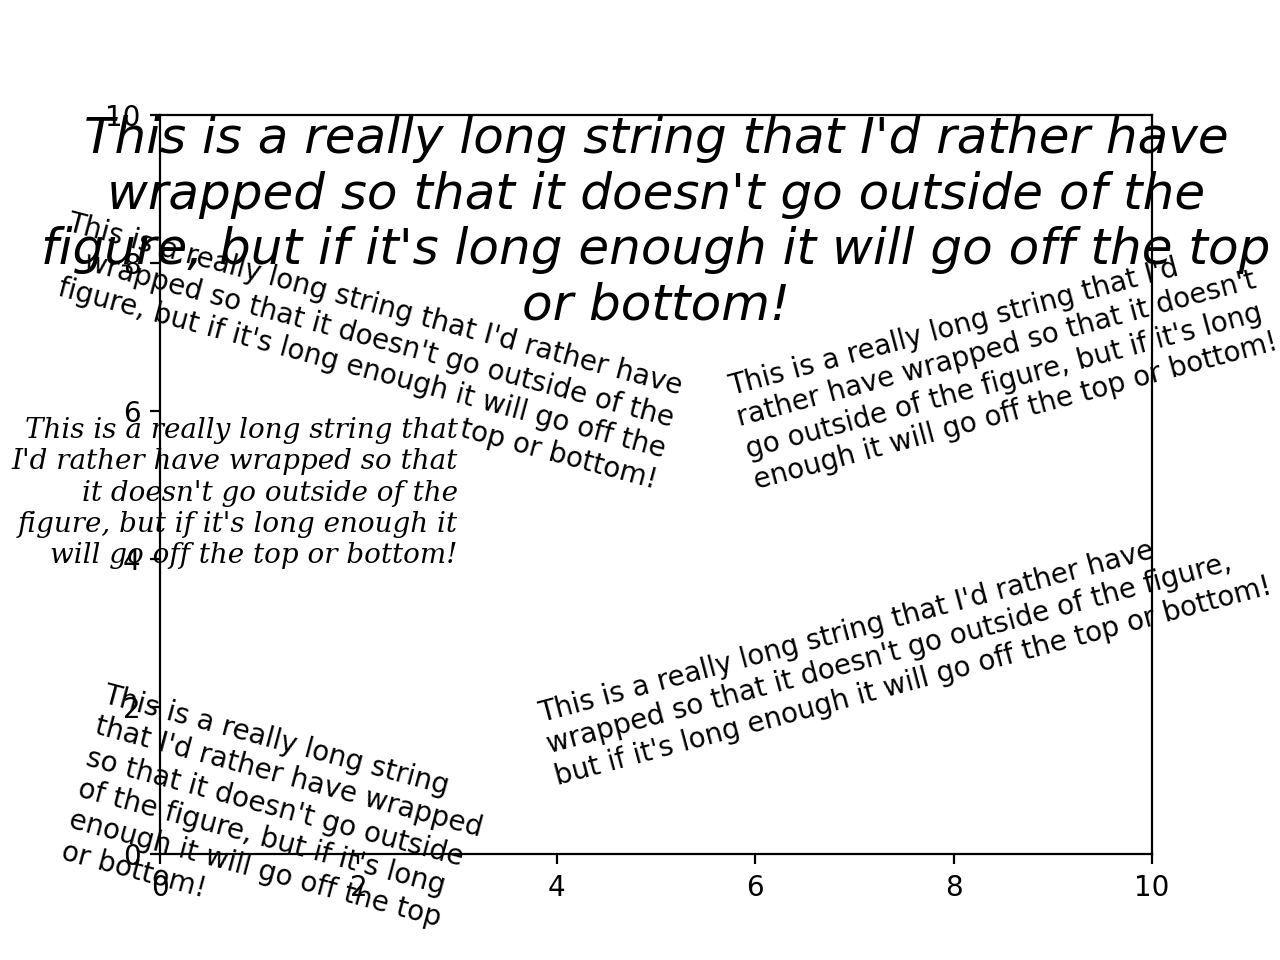 This is a really long string that I'd rather have
wrapped so that it doesn't go outside of the
figure, but if it's long enough it will go off the top
or bottom!
This is a really long string that I'd rather have
wrapped so that it doesn't go outside of the
figure, but if it's long enough it will go off the
top or bottom!
This is a really long string that I'd
rather have wrapped so that it doesn't
go outside of the figure, but if it's long
enough it will go off the top or bottom!
This is a really long string that
I'd rather have wrapped so that
it doesn't go outside of the
figure, but if it's long enough it
will go off the top or bottom!
This is a really long string that I'd rather have
wrapped so that it doesn't go outside of the figure,
but if it's long enough it will go off the top or bottom!
This is a really long string
that I'd rather have wrapped
so that it doesn't go outside
of the figure, but if it's long
enough it will go off the top
or bottom!
10
8
6
4
2
0
0 2 4 6 8 10